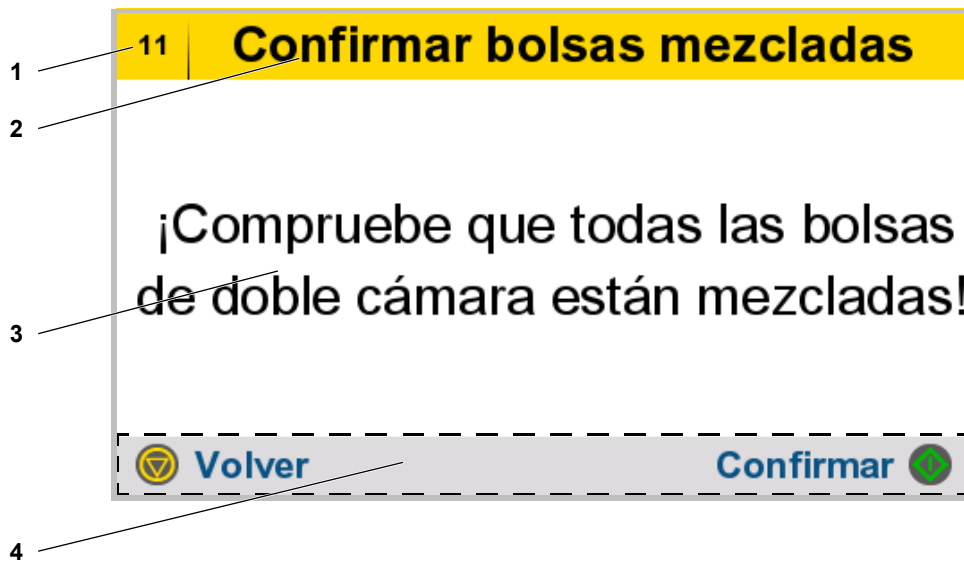 11 Confirmar bolsas mezcladas
1
2
¡Compruebe que todas las bolsas
de doble cámara están mezcladas!
3
Volver Confirmar
4